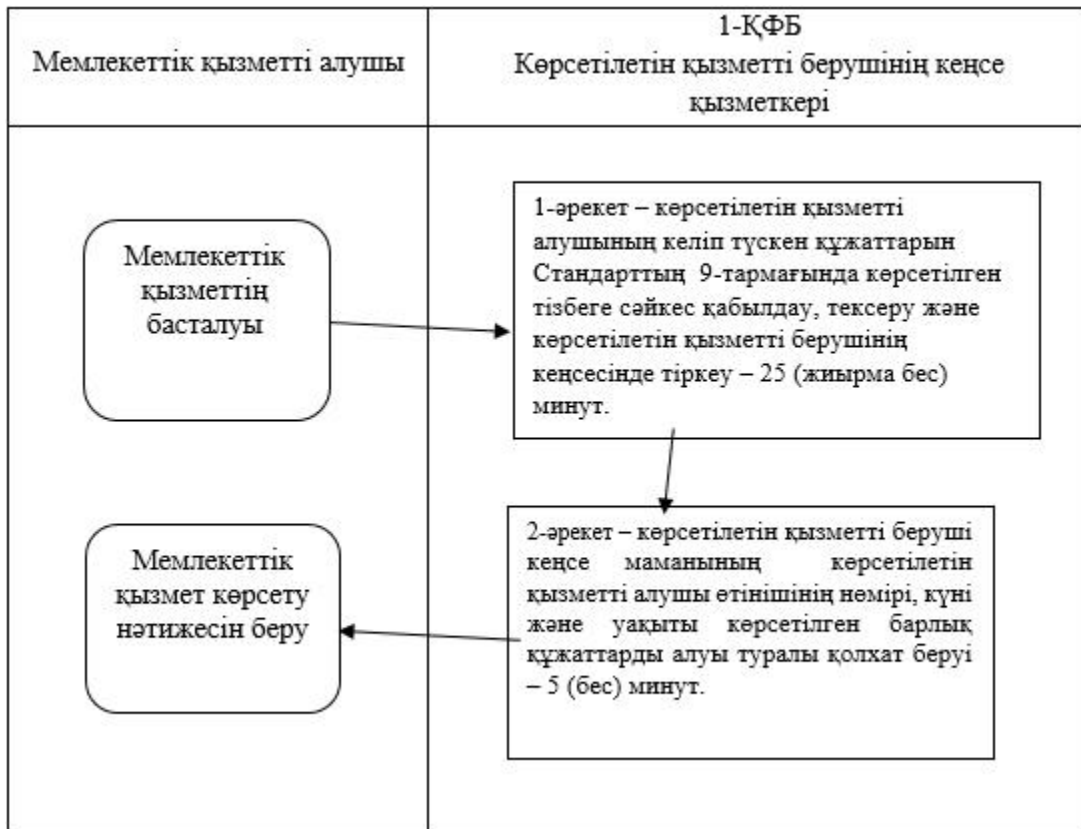 Мемлекеттік қызметті алушы
1-ҚФБ
Көрсетілетін қызметті берушінің кеңсе
қызметкері
Мемлекеттік
қызметтің
басталуы
1-әрекет – көрсетілетін қызметті
алушының келіп түскен құжаттарын
Стандарттың 9-тармағында көрсетілген
тізбеге сәйкес қабылдау, тексеру және
көрсетілетін қызметті берушінің
кеңсесінде тіркеу – 25 (жиырма бес)
минут.
Мемлекеттік
қызмет көрсету
нәтижесін беру
2-әрекет – көрсетілетін қызметті беруші
кеңсе маманының көрсетілетін
қызметті алушы өтінішінің нөмірі, күні
және уақыты көрсетілген барлық
құжаттарды алуы туралы қолхат беруі
– 5 (бес) минут.